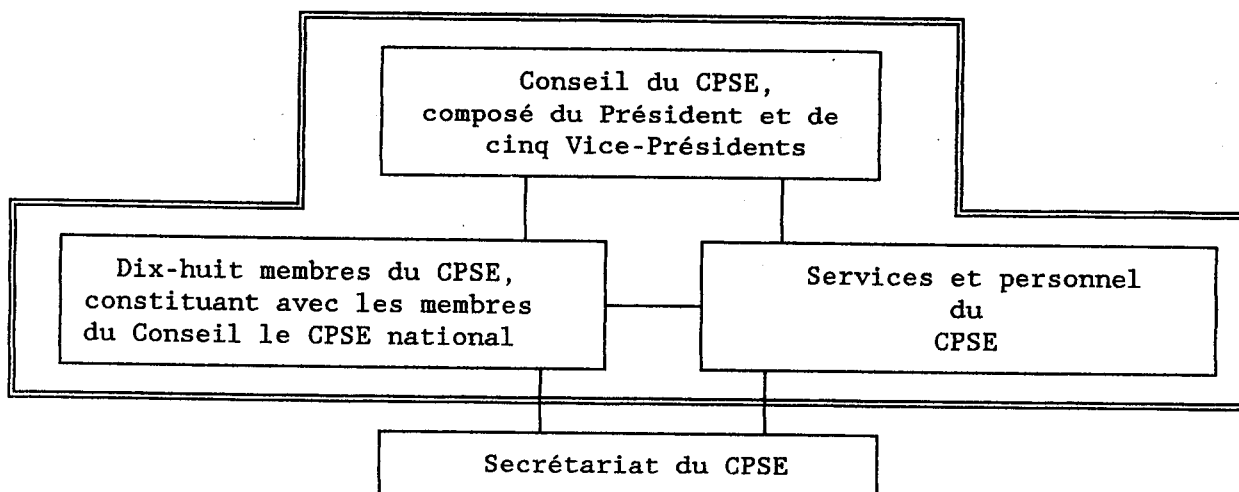 Conseil du CPSE,
composé du Président et de
cinq Vice-Présidents
Dix-huit membres du CPSE,
constituant avec les membres
du Conseil le CPSE national
Services et personnel
du
CPSE
Secrétariat du CPSE